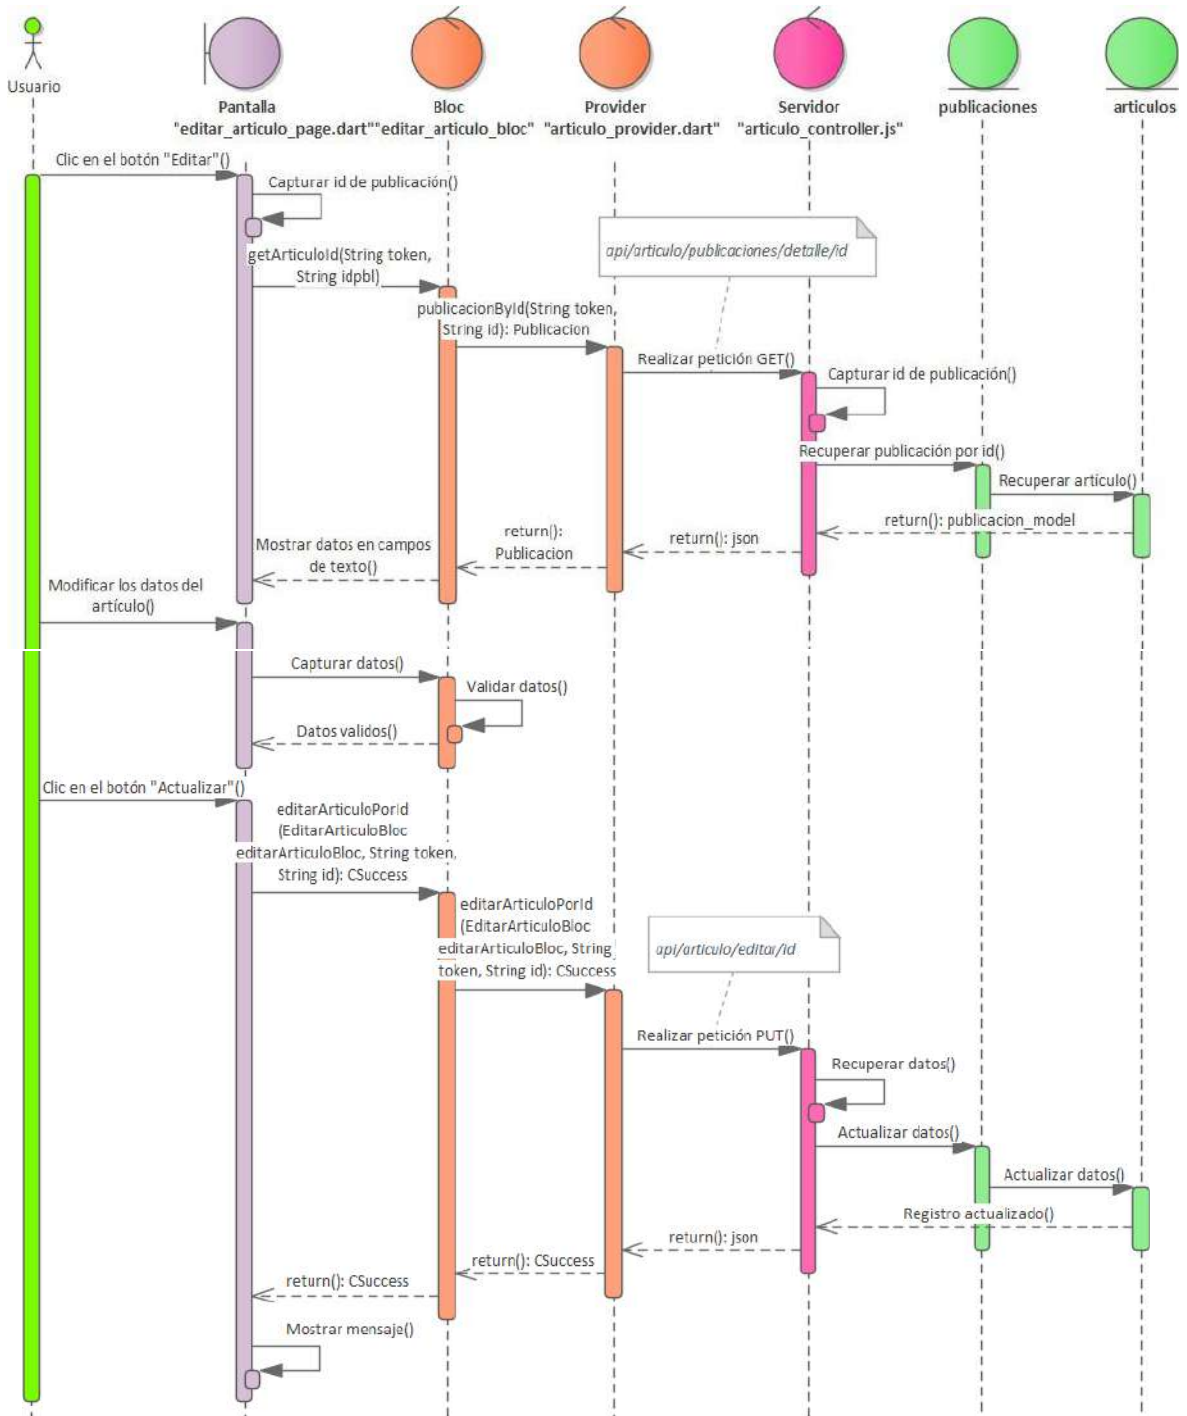 Usuario
Pantalla
"editar_articulo_page.dart"
Bloc
"editar_articulo_bloc"
Provider
"articulo_provider.dart"
Servidor
"articulo_controller.js"
publicaciones
articulos
Clic en el botón "Editar"()
Capturar id de publicación()
getArticuloId(String token,
String idpbl)
api/articulo/publicaciones/detalle/id
publicacionById(String token,
String id): Publicacion
Realizar petición GET()
Capturar id de publicación()
Recuperar publicación por id()
Recuperar artículo()
return(): publicacion_model
return(): json
return():
Publicacion
Mostrar datos en campos
de texto()
Modificar los datos del
artículo()
Capturar datos()
Validar datos()
Datos validos()
Clic en el botón "Actualizar"()
editarArticuloPorId
(EditarArticuloBloc
editarArticuloBloc, String token,
String id): CSuccess
editarArticuloPorId
(EditarArticuloBloc
editarArticuloBloc, String
token, String id): CSuccess
api/articulo/editar/id
Realizar petición PUT()
Recuperar datos()
Actualizar datos()
Actualizar datos()
Registro actualizado()
return(): json
return(): CSuccess
return(): CSuccess
Mostrar mensaje()